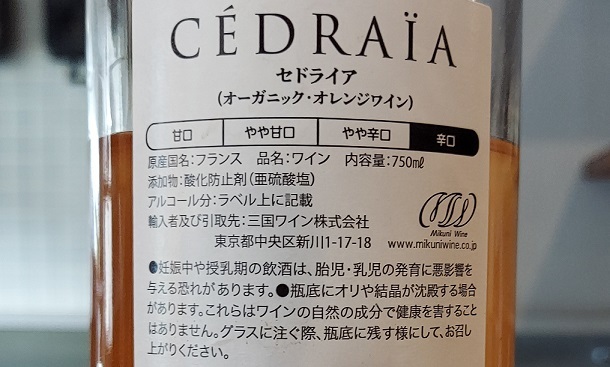 CÉDRAÏA
セドライア
(オーガニック・オレンジワイン)
甘口 やや甘口 やや辛口 辛口
原産国名:フランス 品名:ワイン 内容量:750㎖
添加物:酸化防止剤(亜硫酸塩)
アルコール分:ラベル上に記載
輸入者及び引取先:三国ワイン株式会社
東京都中央区新川1-17-18
Mikuni Wine
www.mikuniwine.co.jp
●妊娠中や授乳期の飲酒は、胎児・乳児の発育に悪影響を
与える恐れがあります。●瓶底にオリや結晶が沈殿する場合
があります。これらはワインの自然の成分で健康を害すること
はありません。グラスに注ぐ際、瓶底に残す様にして、お召し
上がりください。